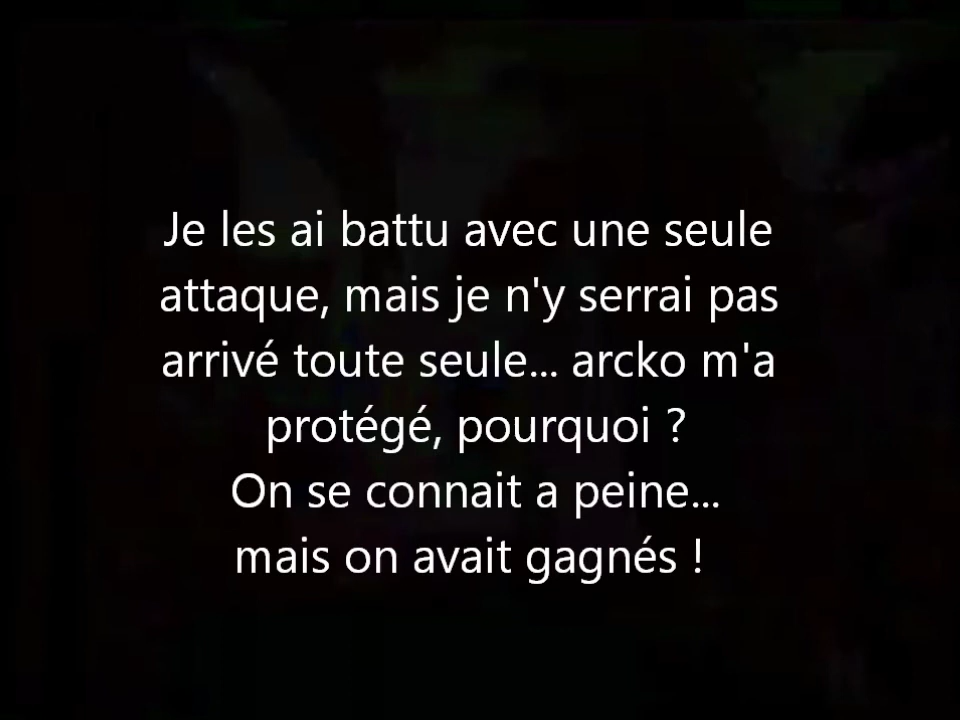 Je les ai battu avec une seule
attaque, mais je n'y serrai pas
arrivé toute seule... arcko m'a
protégé, pourquoi ?
On se connait a peine...
mais on avait gagnés !